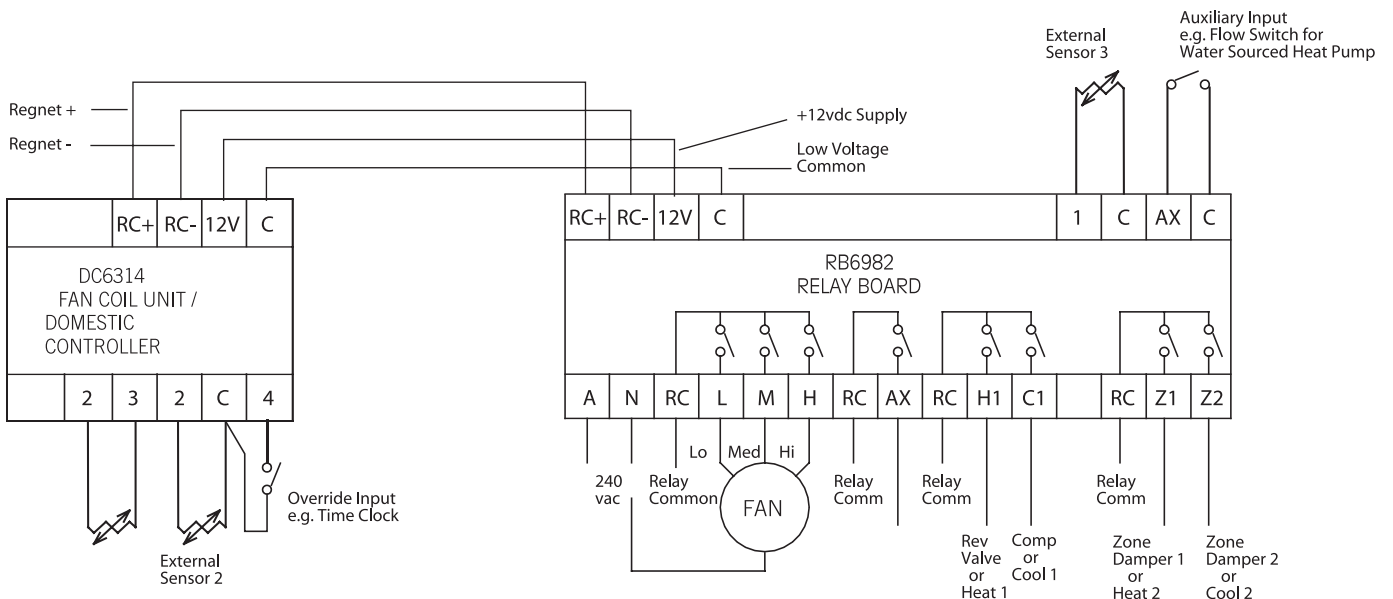 Auxiliary Input
e.g. Flow Switch for
Water Sourced Heat Pump
External
Sensor 3
Regnet +
Regnet -
+12vdc Supply
Low Voltage
Common
RC+ RC- 12V C
DC6314
FAN COIL UNIT /
DOMESTIC
CONTROLLER
2 3 2 C 4
Override Input
e.g. Time Clock
External
Sensor 2
RC+ RC- 12V C 1 C AX C
RB6982
RELAY BOARD
A N RC L M H RC AX RC H1 C1 RC Z1 Z2
Lo Med Hi
240
vac
Relay
Common
FAN
Relay
Comm
Relay
Comm
Relay
Comm
Rev
Valve
or
Heat 1
Comp
or
Cool 1
Zone
Damper 1
or
Heat 2
Zone
Damper 2
or
Cool 2